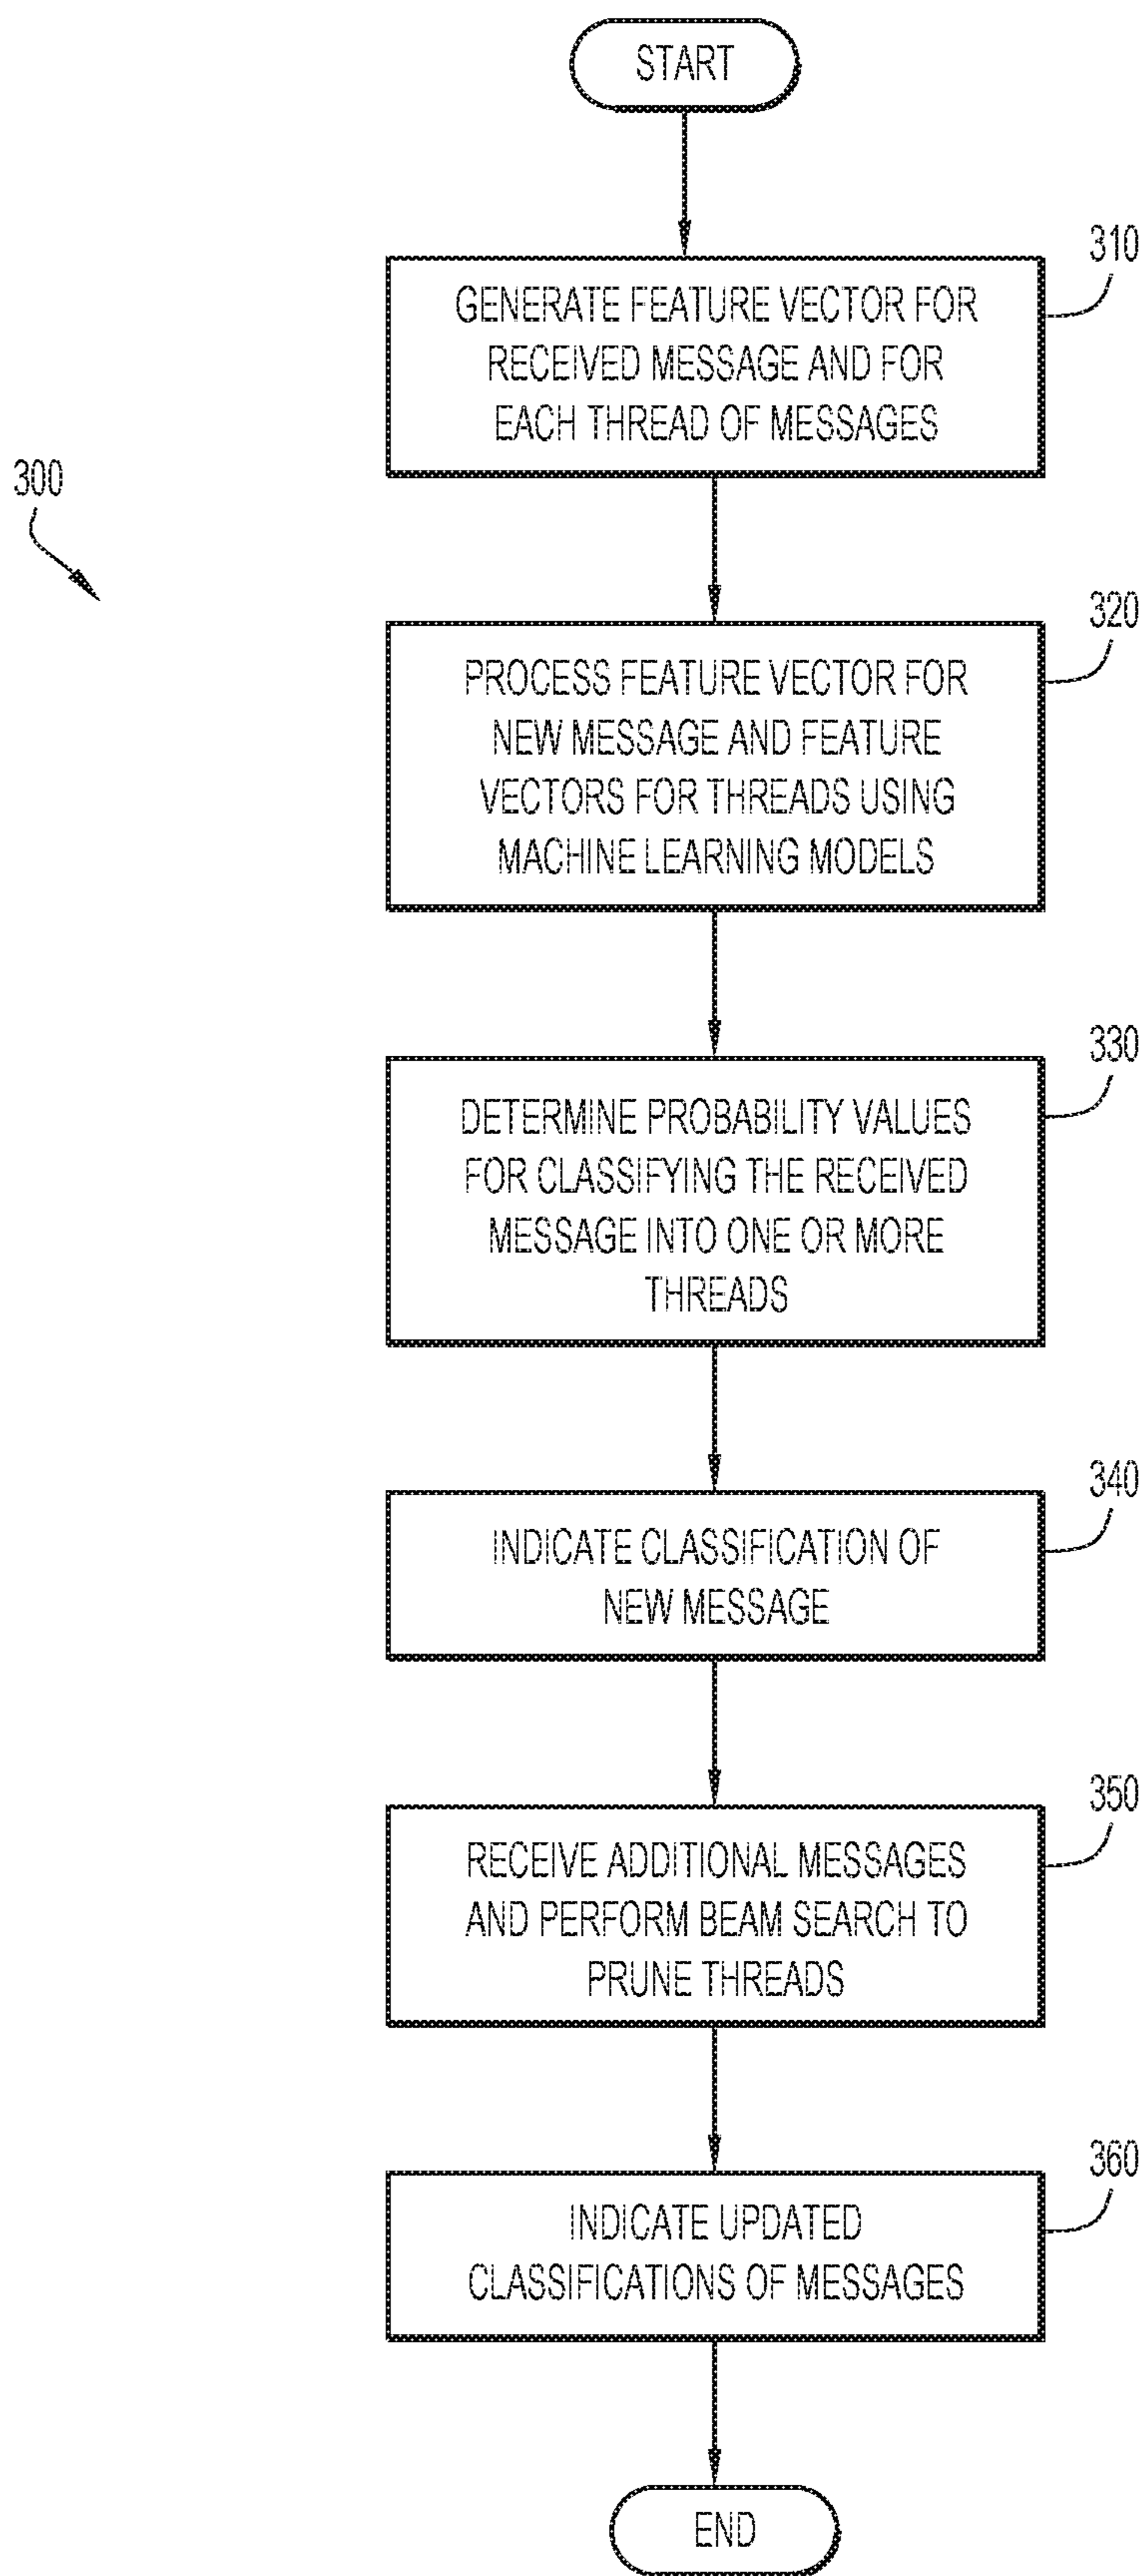 START
310
GENERATE FEATURE VECTOR FOR
RECEIVED MESSAGE AND FOR
EACH THREAD OF MESSAGES
300
320
PROCESS FEATURE VECTOR FOR
NEW MESSAGE AND FEATURE
VECTORS FOR THREADS USING
MACHINE LEARNING MODELS
330
DETERMINE PROBABILITY VALUES
FOR CLASSIFYING THE RECEIVED
MESSAGE INTO ONE OR MORE
THREADS
340
INDICATE CLASSIFICATION OF
NEW MESSAGE
350
RECEIVE ADDITIONAL MESSAGES
AND PERFORM BEAM SEARCH TO
PRUNE THREADS
360
INDICATE UPDATED
CLASSIFICATIONS OF MESSAGES
END